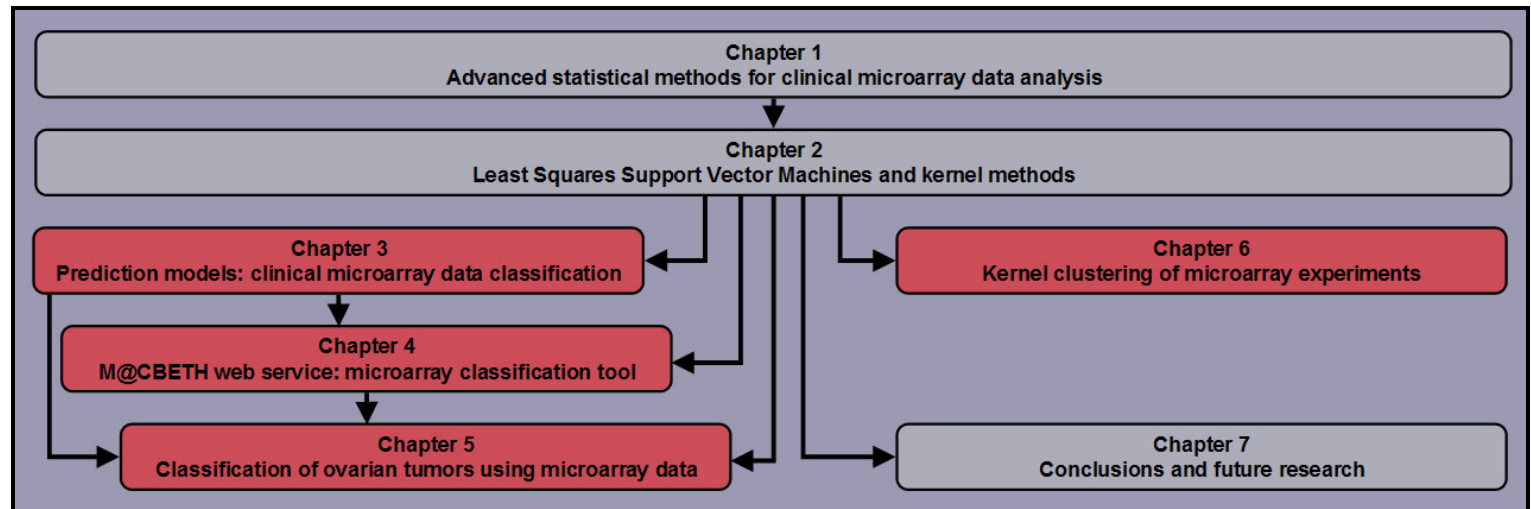 Chapter 1
Advanced statistical methods for clinical microarray data analysis
Chapter 2
Least Squares Support Vector Machines and kernel methods
Chapter 3
Prediction models: clinical microarray data classification
Chapter 6
Kernel clustering of microarray experiments
Chapter 4
M@CBETH web service: microarray classification tool
Chapter 5
Classification of ovarian tumors using microarray data
Chapter 7
Conclusions and future research